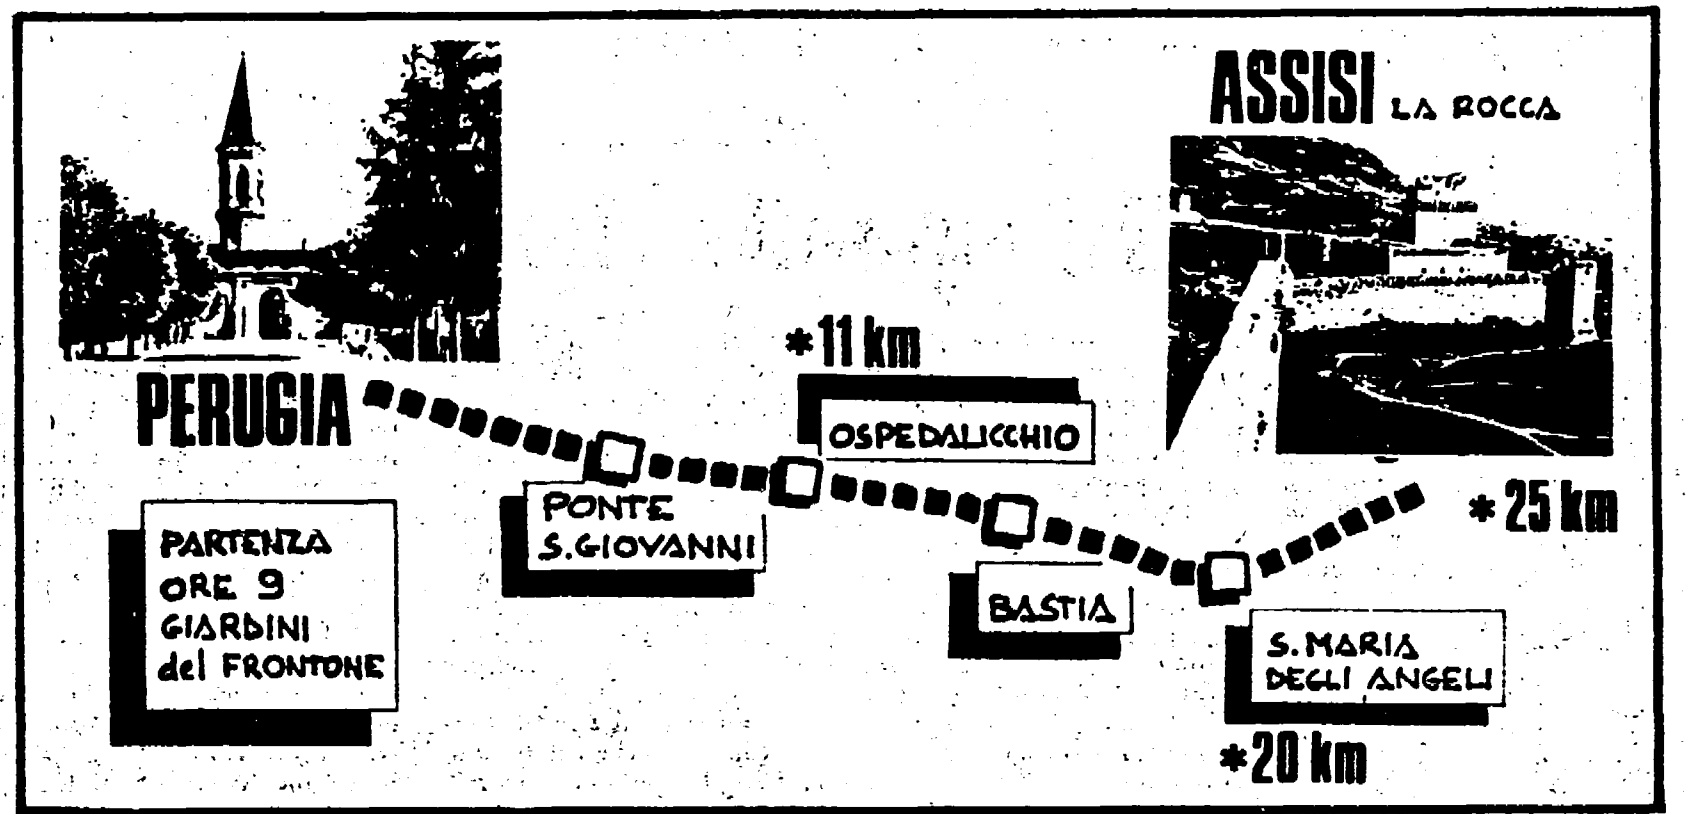 ASSISI LA ROCCA
* 11 km
PERUGIA
OSPEDALICCHIO
* 25 km
PONTE
S.GIOVANNI
PARTENZA
ORE 9
GIARDINI
del FRONTONE
BASTIA
S.MARIA
DEGLI ANGELI
* 20 km